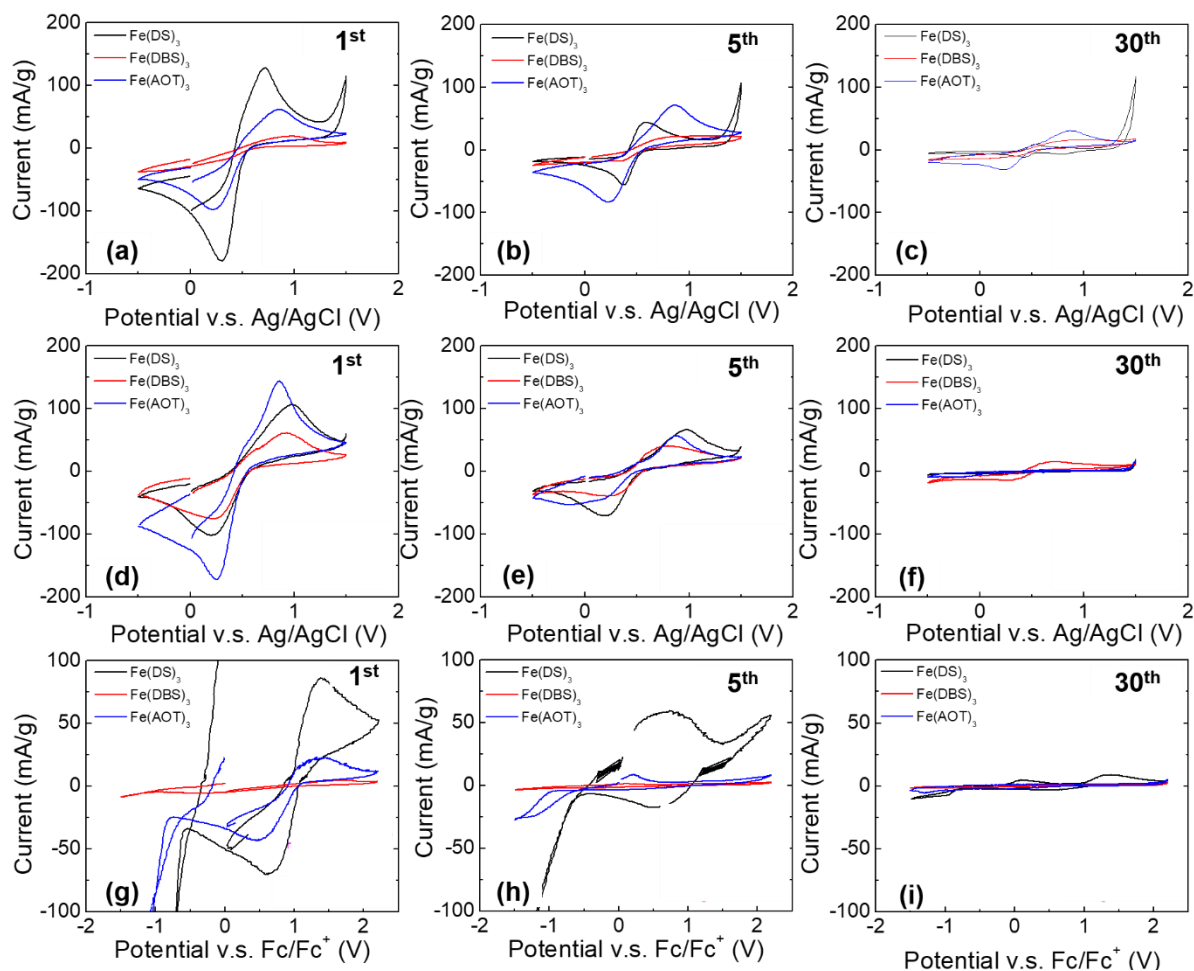 200
Fe(DS)₃
1ˢᵗ
Fe(DBS)₃
100
Fe(AOT)₃
0
-100
(a)
-200
-1 0 1 2
Current (mA/g)
Potential v.s. Ag/AgCl (V)
200
Fe(DS)₃
5ᵗʰ
Fe(DBS)₃
100
Fe(AOT)₃
0
-100
(b)
-200
-1 0 1 2
Current (mA/g)
Potential v.s. Ag/AgCl (V)
200
Fe(DS)₃
30ᵗʰ
Fe(DBS)₃
100
Fe(AOT)₃
0
-100
(c)
-200
-1 0 1 2
Current (mA/g)
Potential v.s. Ag/AgCl (V)
200
Fe(DS)₃
1ˢᵗ
Fe(DBS)₃
100
Fe(AOT)₃
0
-100
(d)
-200
-1 0 1 2
Current (mA/g)
Potential v.s. Ag/AgCl (V)
200
Fe(DS)₃
5ᵗʰ
Fe(DBS)₃
100
Fe(AOT)₃
0
-100
(e)
-200
-1 0 1 2
Current (mA/g)
Potential v.s. Ag/AgCl (V)
200
Fe(DS)₃
30ᵗʰ
Fe(DBS)₃
100
Fe(AOT)₃
0
-100
(f)
-200
-1 0 1 2
Current (mA/g)
Potential v.s. Ag/AgCl (V)
100
Fe(DS)₃
1ˢᵗ
Fe(DBS)₃
50
Fe(AOT)₃
0
-50
(g)
-100
-2 -1 0 1 2
Current (mA/g)
Potential v.s. Fc/Fc⁺ (V)
100
Fe(DS)₃
5ᵗʰ
Fe(DBS)₃
50
Fe(AOT)₃
0
-50
(h)
-100
-2 -1 0 1 2
Current (mA/g)
Potential v.s. Fc/Fc⁺ (V)
100
Fe(DS)₃
30ᵗʰ
Fe(DBS)₃
50
Fe(AOT)₃
0
-50
(i)
-100
-2 -1 0 1 2
Current (mA/g)
Potential v.s. Fc/Fc⁺ (V)